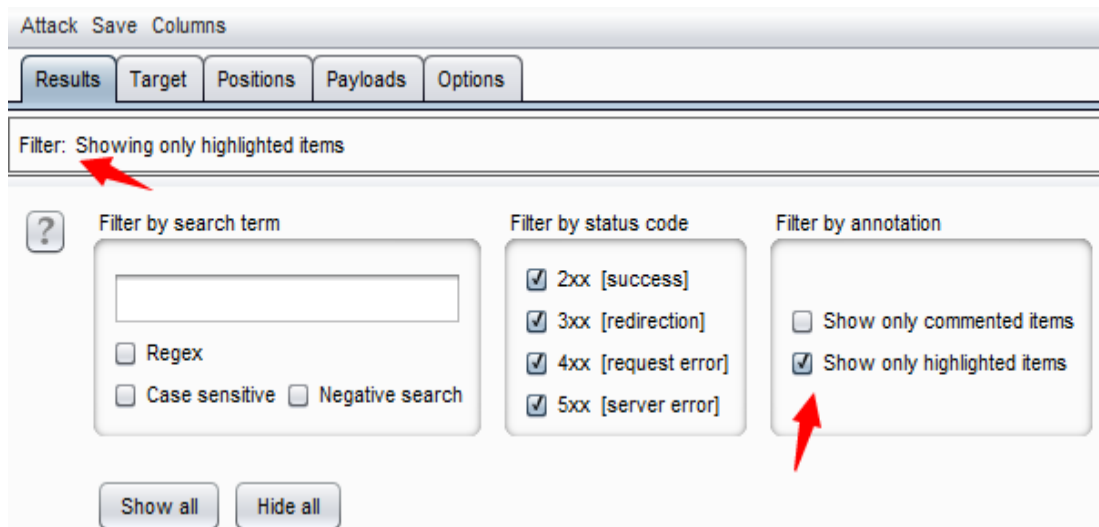 Attack Save Columns
Results Target Positions Payloads Options
Filter: Showing only highlighted items
?
Filter by search term
Regex
Case sensitive Negative search
Filter by status code
2xx [success]
3xx [redirection]
4xx [request error]
5xx [server error]
Filter by annotation
Show only commented items
Show only highlighted items
Show all Hide all